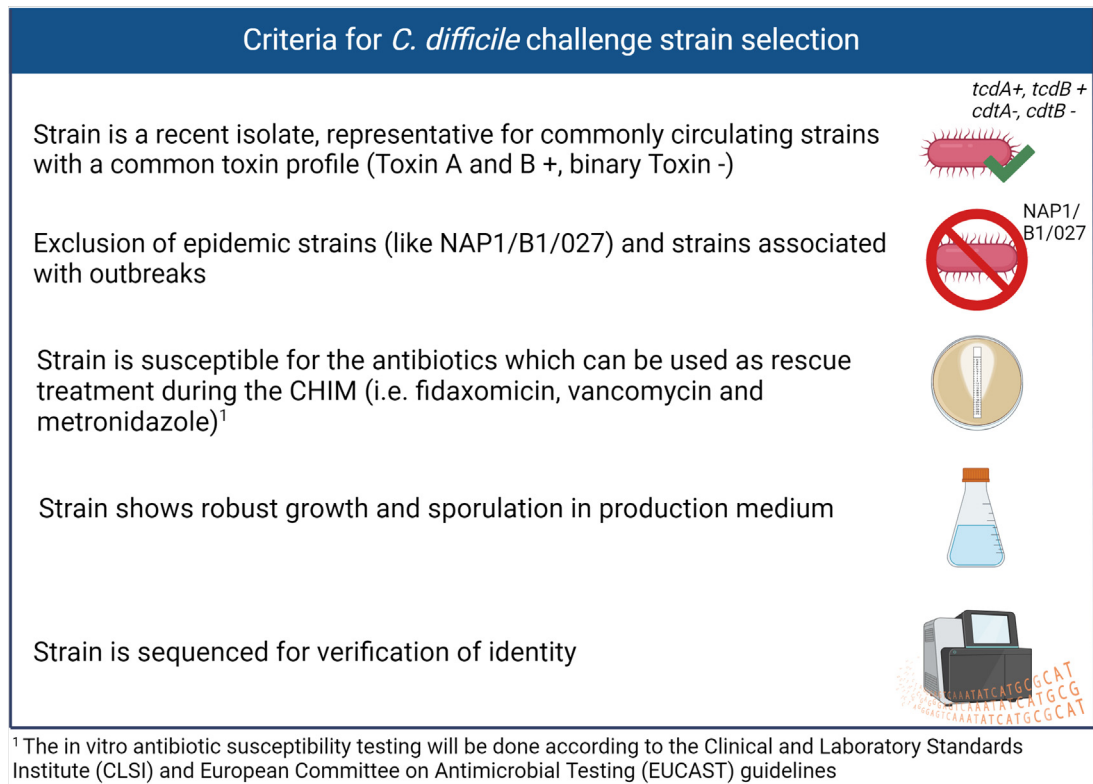 Criteria for C. difficile challenge strain selection
tcdA+, tcdB +
cdtA-, cdtB -
Strain is a recent isolate, representative for commonly circulating strains
with a common toxin profile (Toxin A and B +, binary Toxin -)
NAP1/
B1/027
Exclusion of epidemic strains (like NAP1/B1/027) and strains associated
with outbreaks
Strain is susceptible for the antibiotics which can be used as rescue
treatment during the CHIM (i.e. fidaxomicin, vancomycin and
metronidazole)¹
Strain shows robust growth and sporulation in production medium
Strain is sequenced for verification of identity
¹ The in vitro antibiotic susceptibility testing will be done according to the Clinical and Laboratory Standards
Institute (CLSI) and European Committee on Antimicrobial Testing (EUCAST) guidelines